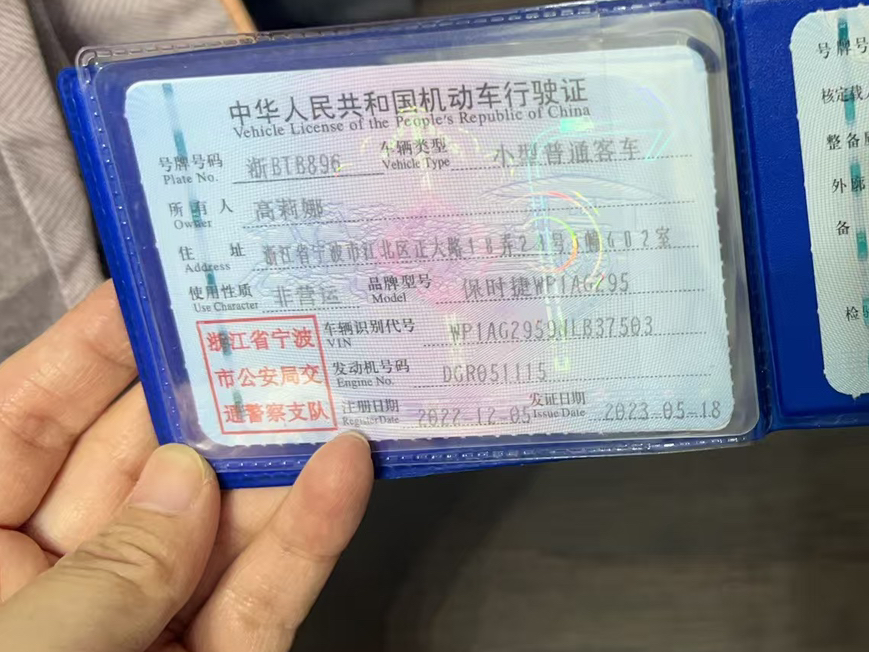 中华人民共和国机动车行驶证
Vehicle License of the People's Republic of China
号牌号码 浙BTB896 车辆类型 小型普通客车
Plate No. Vehicle Type
所有人 高莉娜
Owner
住址 浙江省宁波市江北区正大路18弄21号 602室
Address
使用性质 非营运 品牌型号 保时捷WP1AG295
Use Character Model
浙江省宁波
市公安局交
通警察支队
车辆识别代号 WP1AG2959NLB37503
VIN
发动机号码 DGR051115
Engine No.
注册日期 2022-12-05 发证日期 2023-05-18
Register Date Issue Date
号牌号
核定载人
整备质
外廓
备
检验